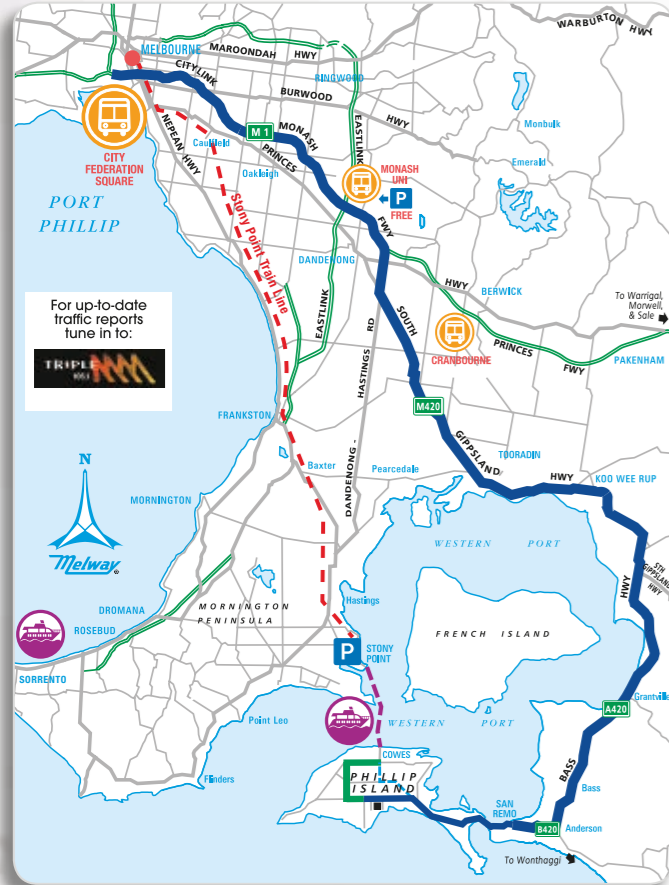 WARBURTON HWY
MELBOURNE
MAROONDAH HWY
CITYLINK
RINGWOOD
BURWOOD
HWY
EASTLINK
NEPEAN HWY
M 1
MONASH
PRINCES
Caulfield
Oakleigh
Monbulk
Emerald
CITY
FEDERATION
SQUARE
MONASH
UNI
P
FREE
PORT
PHILLIP
Stony Point Train Line
FWY
DANDENONG
HWY
BERWICK
To Warrigal,
Morwell,
& Sale
For up-to-date
traffic reports
tune in to:
TRIPLE
105.1
EASTLINK
HASTINGS RD
SOUTH
CRANBOURNE
PRINCES
FWY
PAKENHAM
FRANKSTON
M420
GIPPSLAND
TOORADIN
HWY
KOO WEE RUP
Baxter
Pearcedale
DANDENONG -
N
Melway
MORNINGTON
WESTERN PORT
STH
GIPPSLAND
HWY
HWY
DROMANA
ROSEBUD
MORNINGTON
PENINSULA
Hastings
FRENCH ISLAND
P
STONY
POINT
SORRENTO
Grantville
A420
Point Leo
WESTERN PORT
COWES
Flinders
PHILLIP
ISLAND
BASS
Bass
SAN
REMO
B420
Anderson
To Wonthaggi